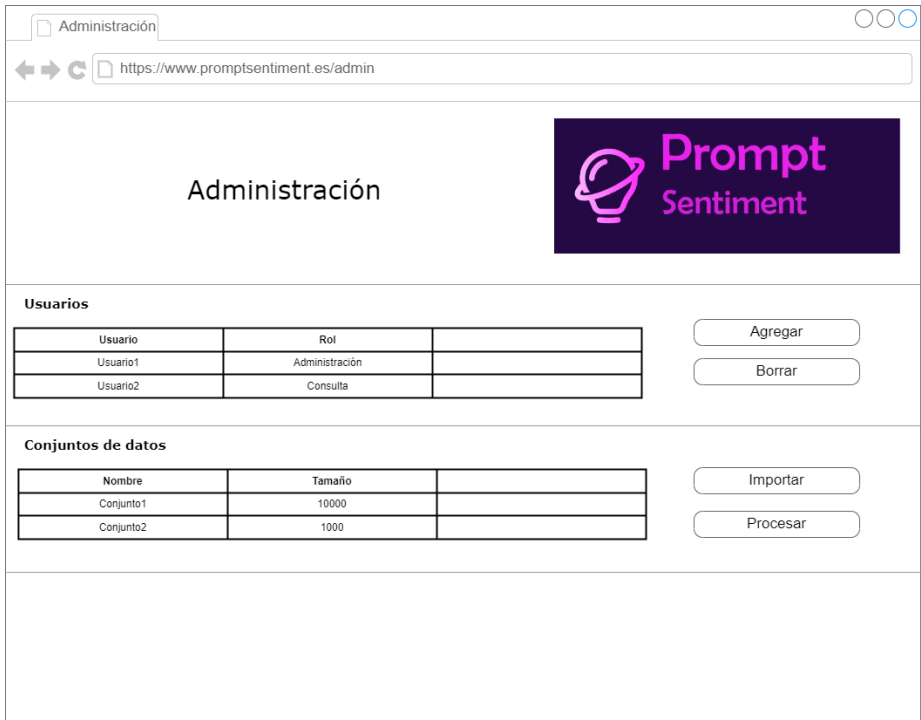 Administración
https://www.promptsentiment.es/admin
Administración
Prompt
Sentiment
Usuarios
Usuario Rol
Usuario1 Administración
Usuario2 Consulta
Agregar
Borrar
Conjuntos de datos
Nombre Tamaño
Conjunto1 10000
Conjunto2 1000
Importar
Procesar